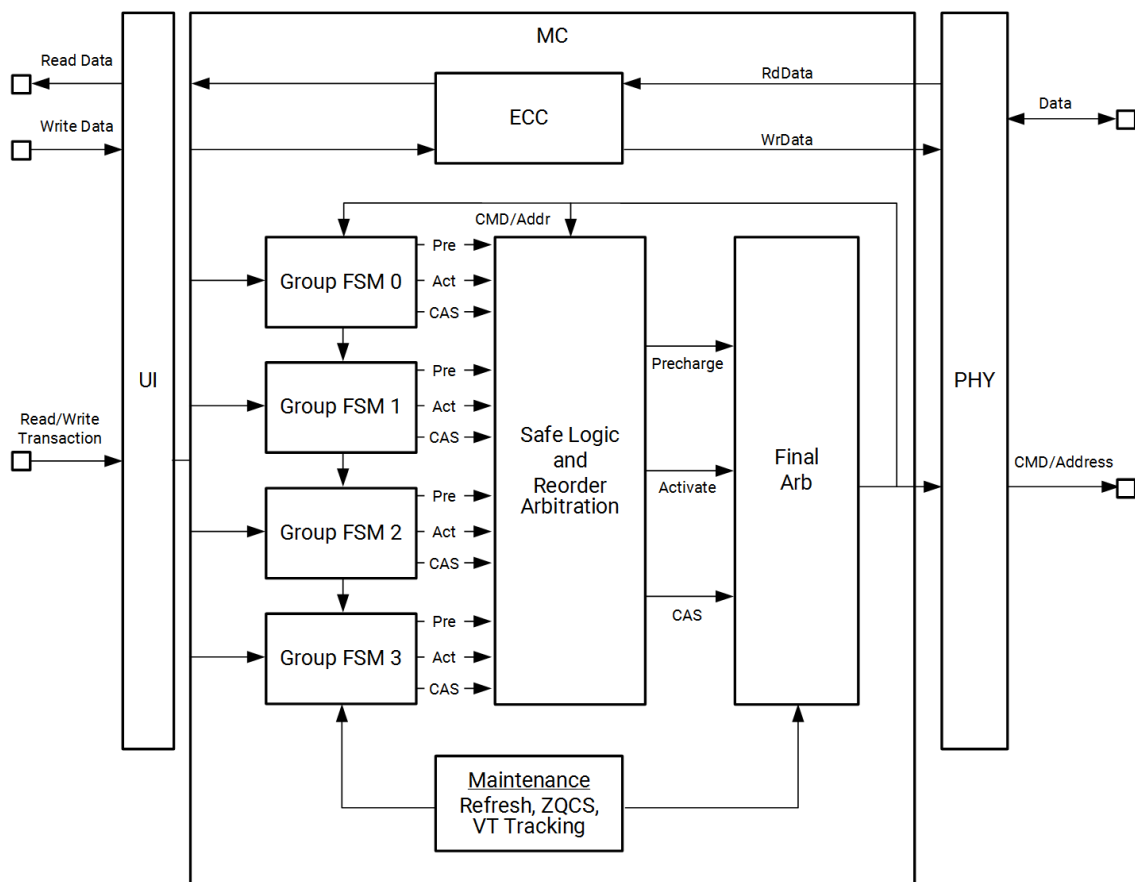 MC
Read Data
RdData
ECC
Data
Write Data
WrData
CMD/Addr
Group FSM 0
Pre
Act
CAS
UI
PHY
Group FSM 1
Pre
Act
CAS
Precharge
Read/Write
Transaction
Safe Logic
and
Reorder
Arbitration
Final
Arb
Activate
CMD/Address
Group FSM 2
Pre
Act
CAS
CAS
Group FSM 3
Pre
Act
CAS
Maintenance
Refresh, ZQCS,
VT Tracking